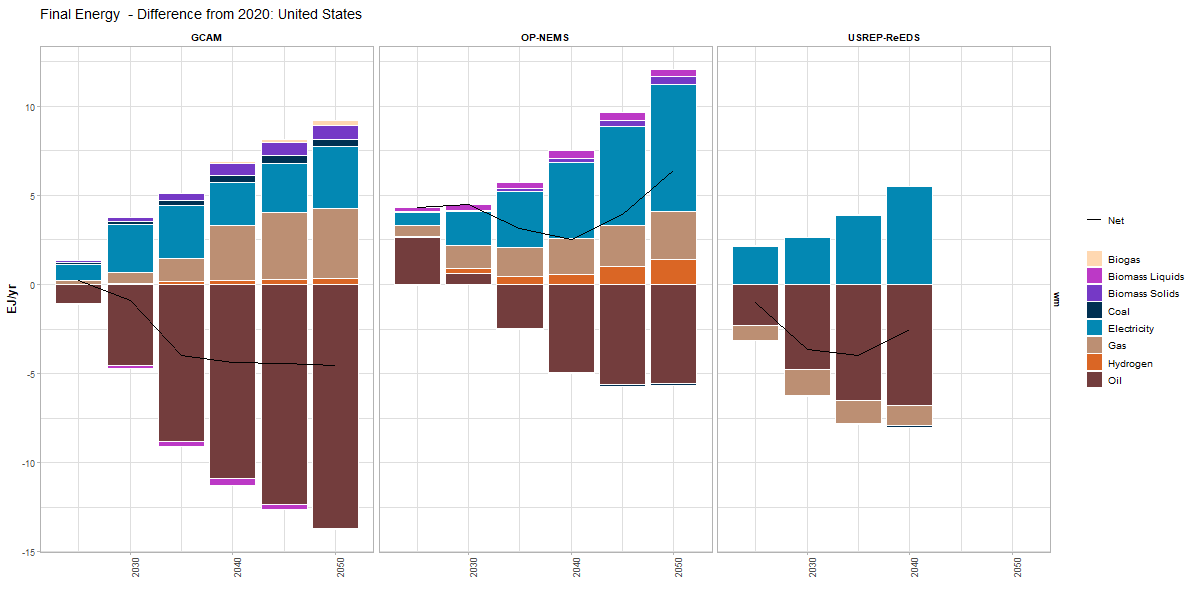 Final Energy  - Difference from 2020: United States
GCAM
OP-NEMS
USREP-ReEDS
EJ/yr
10
5
0
-5
-10
-15
2030
2040
2050
2030
2040
2050
2030
2040
2050
wm
Net
Biogas
Biomass Liquids
Biomass Solids
Coal
Electricity
Gas
Hydrogen
Oil